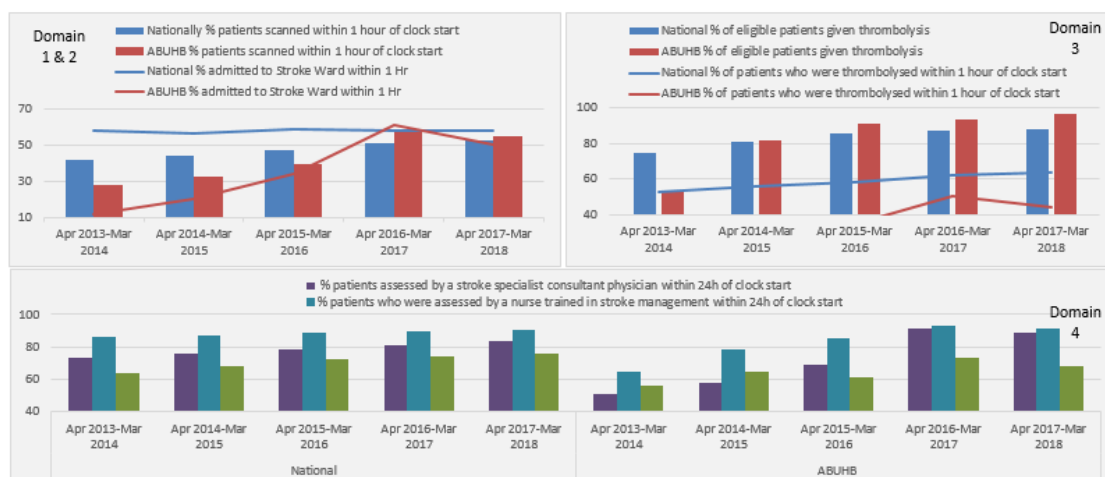 Domain
1 & 2
Nationally % patients scanned within 1 hour of clock start
ABUHB % patients scanned within 1 hour of clock start
National % admitted to Stroke Ward within 1 Hr
ABUHB % admitted to Stroke Ward within 1 Hr
70
50
30
10
Apr 2013-Mar 2014
Apr 2014-Mar 2015
Apr 2015-Mar 2016
Apr 2016-Mar 2017
Apr 2017-Mar 2018
Domain
3
National % of eligible patients given thrombolysis
ABUHB % of eligible patients given thrombolysis
National % of patients who were thrombolysed within 1 hour of clock start
ABUHB % of patients who were thrombolysed within 1 hour of clock start
100
80
60
40
Apr 2013-Mar 2014
Apr 2014-Mar 2015
Apr 2015-Mar 2016
Apr 2016-Mar 2017
Apr 2017-Mar 2018
% patients assessed by a stroke specialist consultant physician within 24h of clock start
% patients who were assessed by a nurse trained in stroke management within 24h of clock start
Domain
4
100
80
60
40
Apr 2013-Mar 2014
Apr 2014-Mar 2015
Apr 2015-Mar 2016
Apr 2016-Mar 2017
Apr 2017-Mar 2018
Apr 2013-Mar 2014
Apr 2014-Mar 2015
Apr 2015-Mar 2016
Apr 2016-Mar 2017
Apr 2017-Mar 2018
National
ABUHB